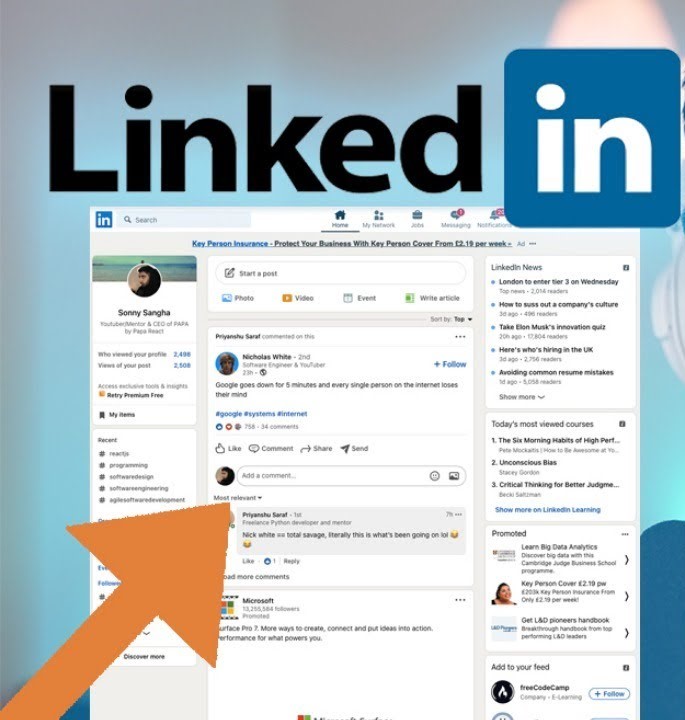 Linked in
in
Search
Home
My Network
Jobs
Messaging
Notifications
Key Person Insurance - Protect Your Business With Key Person Cover From £2.19 per week - Ad ...
Sonny Sangha
Youtuber|Mentor & CEO of PAPA
by Papa React
Who viewed your profile 2,498
Views of your post 2,508
Access exclusive tools & insights
Retry Premium Free
My items
Recent
# reactjs
# programming
# softwaredesign
# softwareengineering
# agilesoftwaredevelopment
Follow
#
Discover more
Start a post
Photo
Video
Event
Write article
Sort by: Top
Priyanshu Saraf commented on this
Nicholas White • 2nd
Software Engineer & YouTuber
23h •
+ Follow
Google goes down for 5 minutes and every single person on the internet loses
their mind
#google #systems #internet
758 • 34 comments
Like
Comment
Share
Send
Add a comment...
Most relevant
Priyanshu Saraf • 1st
7h ...
Freelance Python developer and mentor
Nick white == total savage, literally this is what's been going on lol 😂
😂
Like • 1 | Reply
oad more comments
Microsoft
13,255,584 followers
Promoted
urface Pro 7. More ways to create, connect and put ideas into action.
erformance for what powers you.
Microsoft Surface
LinkedIn News
London to enter tier 3 on Wednesday
Top news • 2,014 readers
How to suss out a company's culture
3d ago • 496 readers
Take Elon Musk's innovation quiz
20h ago • 17,804 readers
Here's who's hiring in the UK
3d ago • 2,756 readers
Avoiding common resume mistakes
1d ago • 5,058 readers
Show more
Today's most viewed courses
1. The Six Morning Habits of High Perf...
Pete Mockaitis | How to Be Awesome at Yo...
2. Unconscious Bias
Stacey Gordon
3. Critical Thinking for Better Judgme...
Becki Saltzman
Show more on LinkedIn Learning
Promoted
Learn Big Data Analytics
Discover big data with this
Cambridge Judge Business School
programme.
Key Person Cover £2.19 pw
£203k Key Person Insurance From
Only £2.19 per week!
Get L&D pioneers handbook
Breakthrough handbook from top
performing L&D leaders
Add to your feed
freeCodeCamp
Company • E-Learning
+ Follow